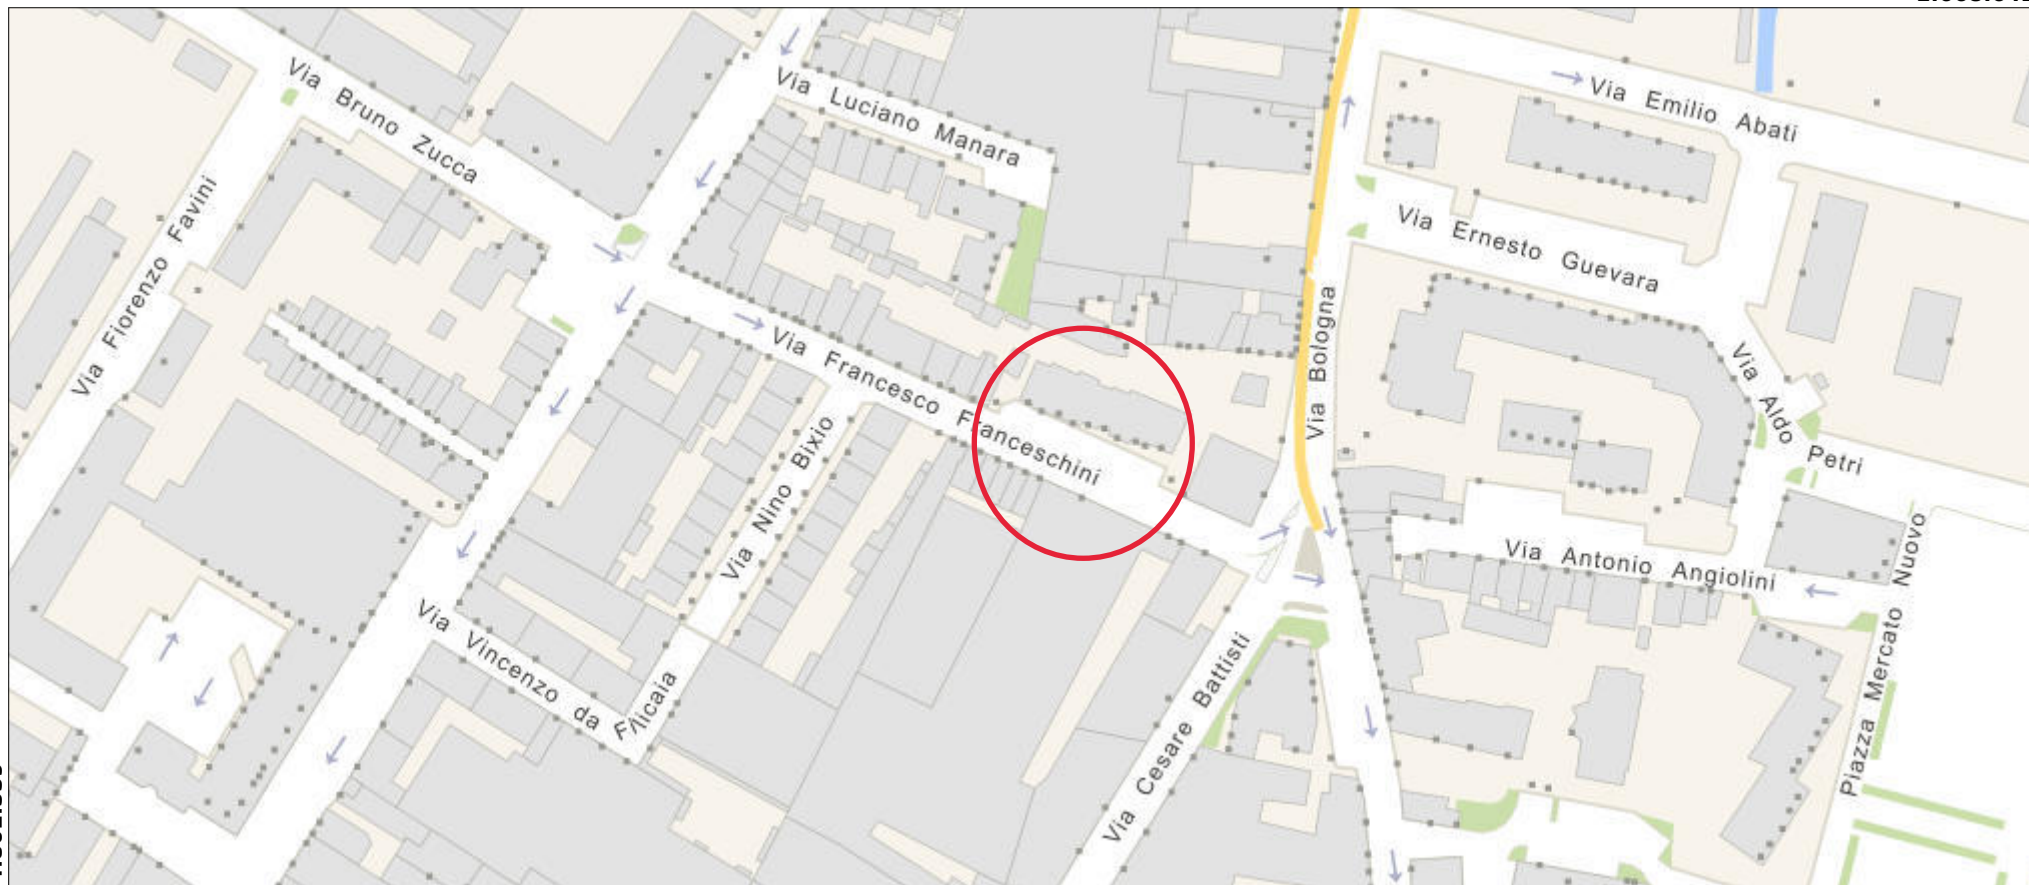 Via Bruno Zucca
Via Luciano Manara
Via Emilio Abati
Via Fiorenzo Favini
Via Ernesto Guevara
Via Francesco Franceschini
Via Bologna
Via Aldo Petri
Via Nino Bixio
Via Antonio Angiolini
Piazza Mercato Nuovo
Via Vincenzo da Filicaia
Via Cesare Battisti